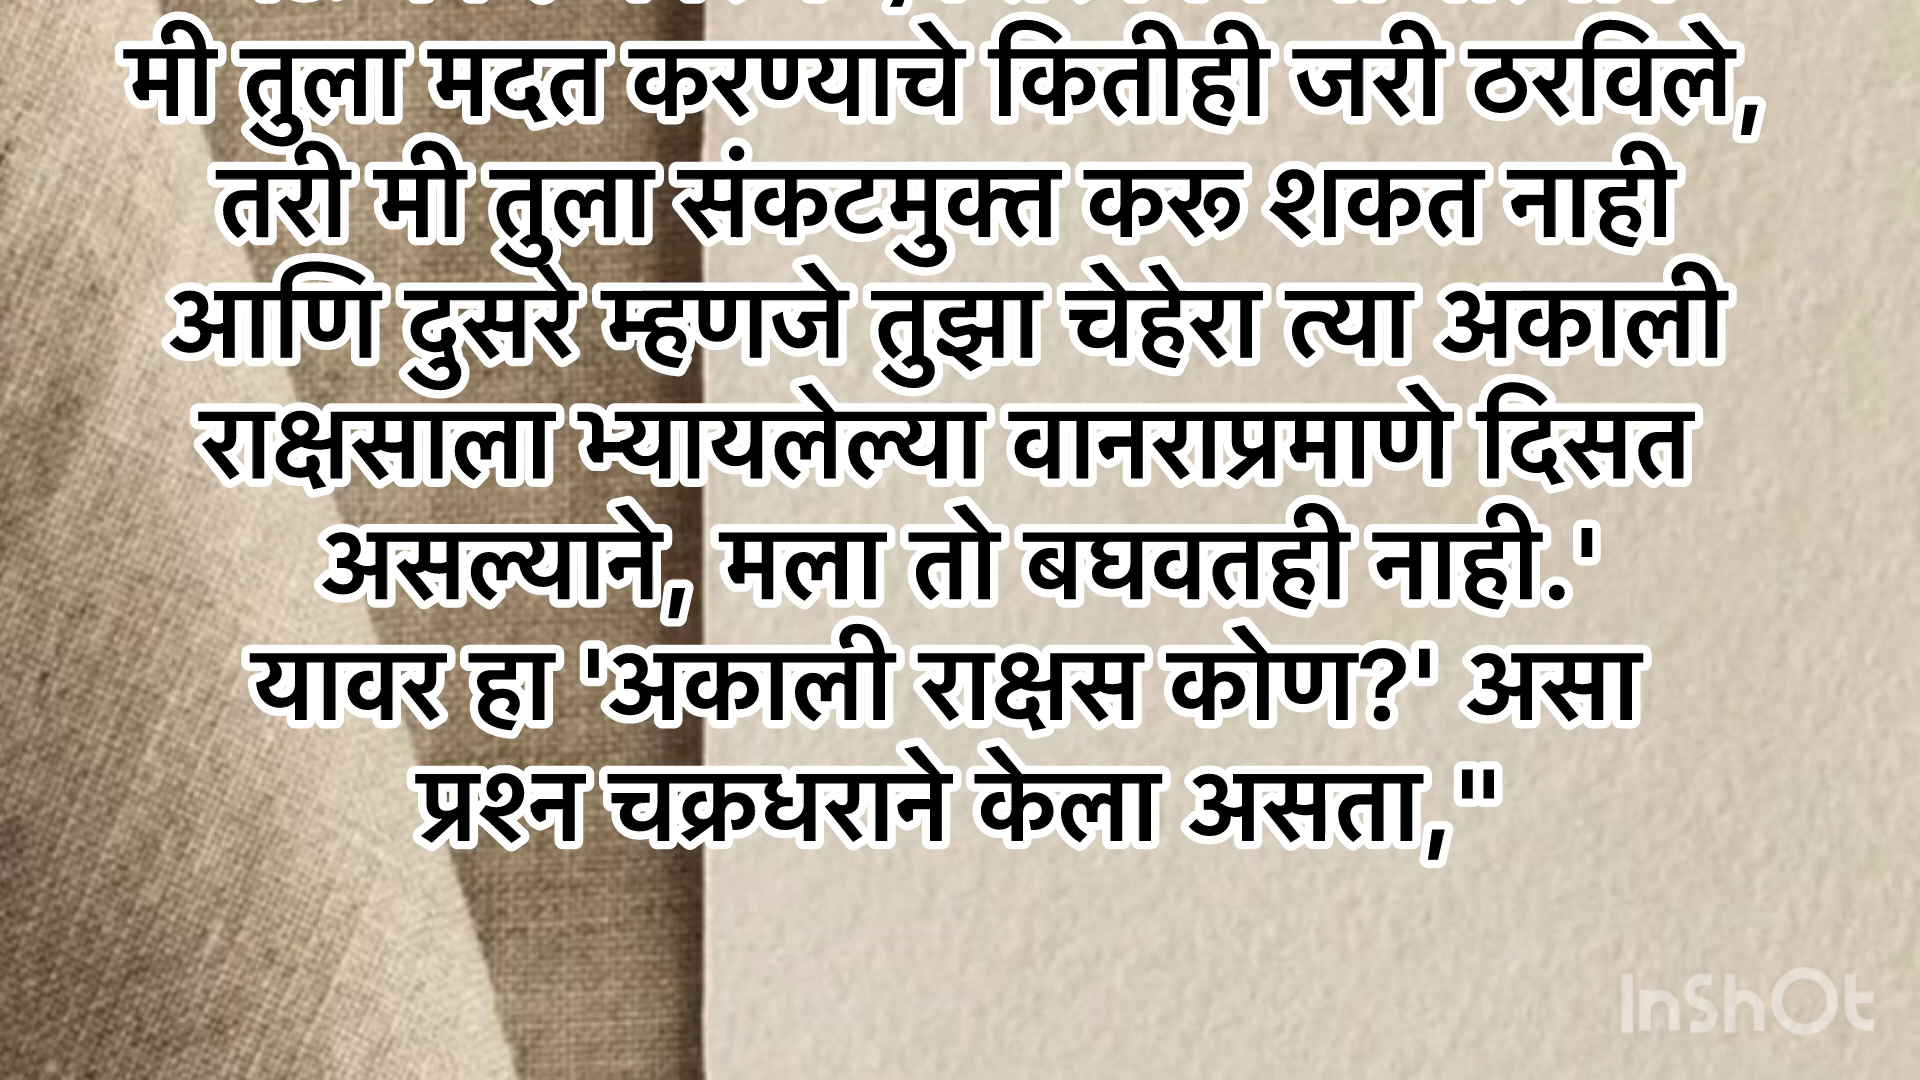 मी तुला मदत करण्याचे कितीही जरी ठरविले,
तरी मी तुला संकटमुक्त करू शकत नाही
आणि दुसरे म्हणजे तुझा चेहेरा त्या अकाली
राक्षसाला भ्यायलेल्या वानराप्रमाणे दिसत
असल्याने, मला तो बघवतही नाही.'
यावर हा 'अकाली राक्षस कोण?' असा
प्रश्न चक्रधराने केला असता,"
InShOt